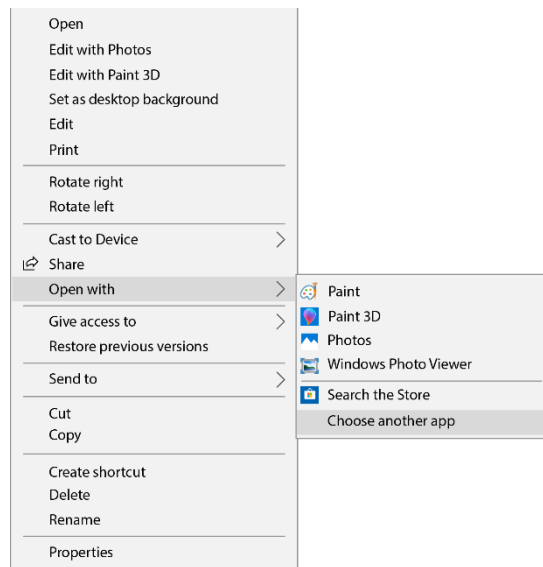 Open
Edit with Photos
Edit with Paint 3D
Set as desktop background
Edit
Print
Rotate right
Rotate left
Cast to Device
Share
Open with
Give access to
Restore previous versions
Send to
Cut
Copy
Create shortcut
Delete
Rename
Properties
Paint
Paint 3D
Photos
Windows Photo Viewer
Search the Store
Choose another app